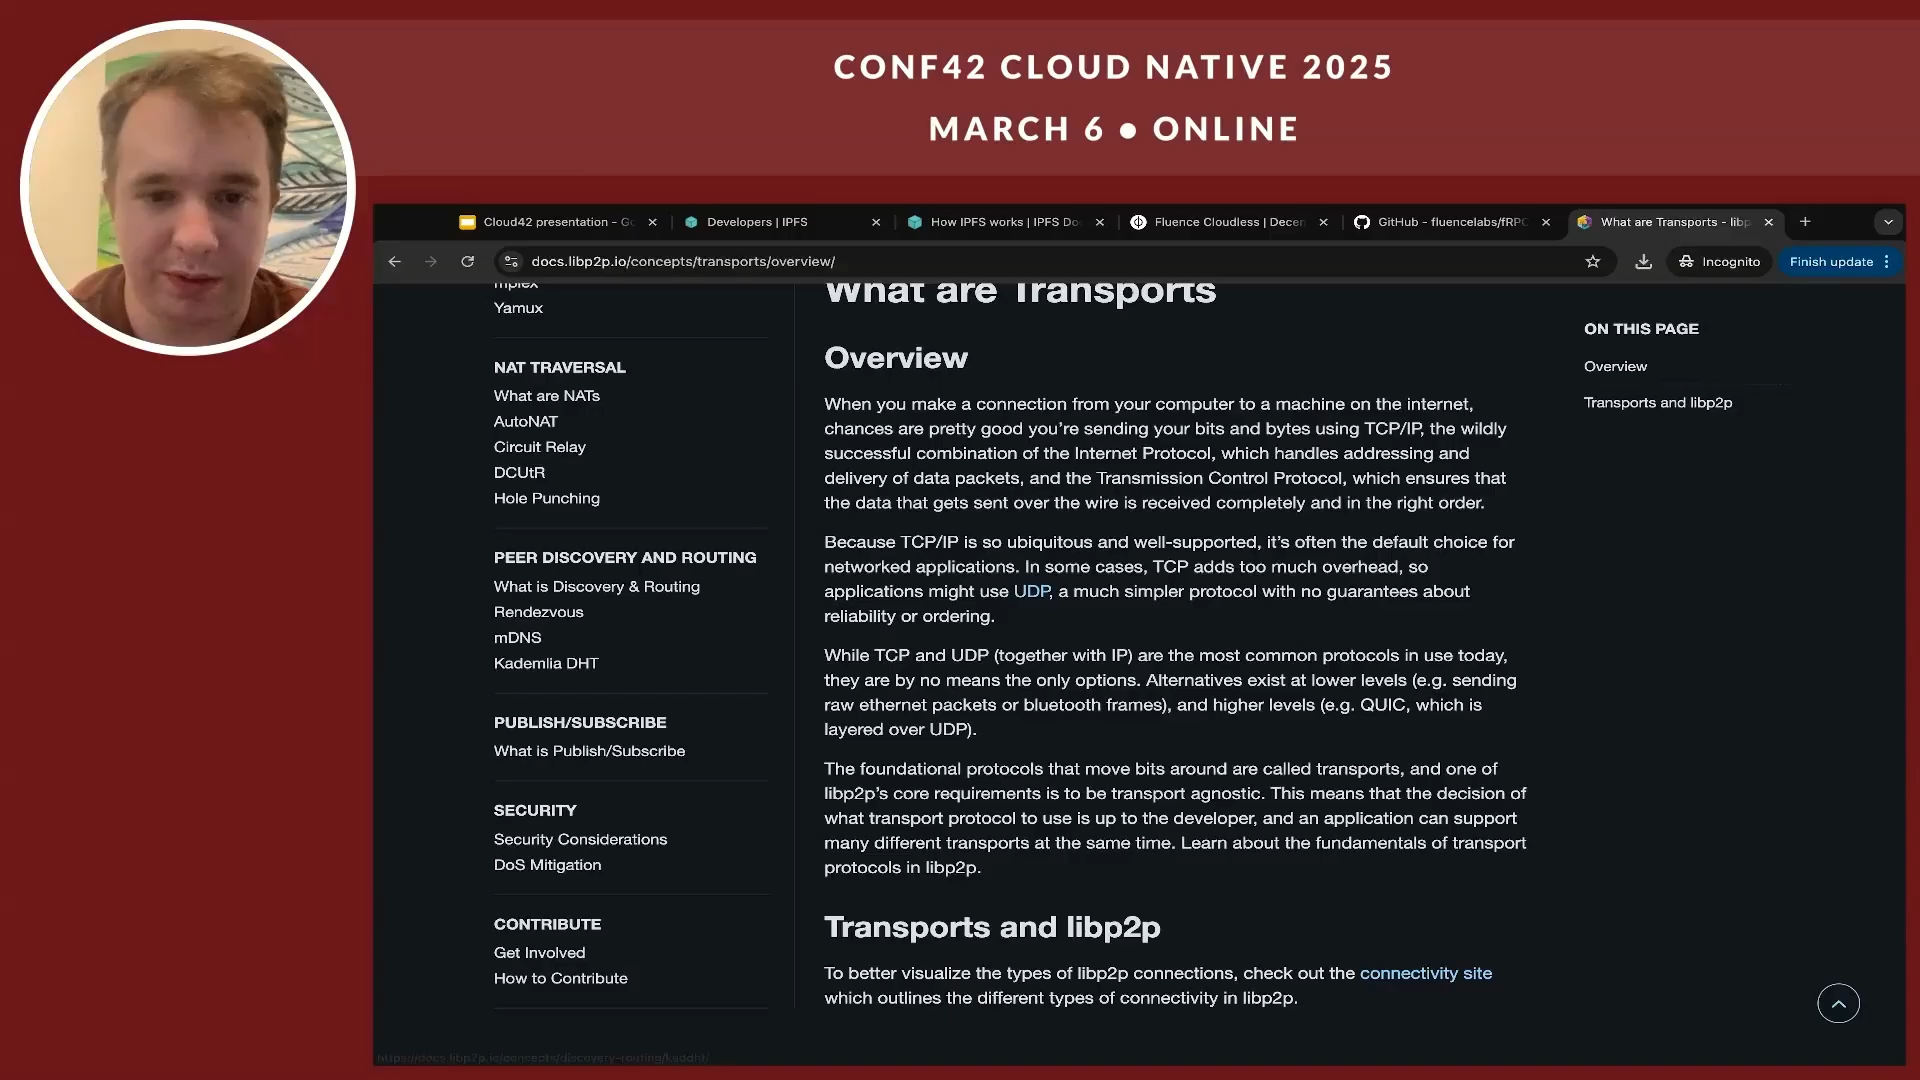 CONF42 CLOUD NATIVE 2025
MARCH 6 ● ONLINE
Cloud42 presentation - Go
Developers | IPFS
How IPFS works | IPFS Do
Fluence Cloudless | Decen
GitHub - fluencelabs/fRPC
What are Transports - libp
docs.libp2p.io/concepts/transports/overview/
Incognito
Finish update
mplex
Yamux
NAT TRAVERSAL
What are NATs
AutoNAT
Circuit Relay
DCUtR
Hole Punching
PEER DISCOVERY AND ROUTING
What is Discovery & Routing
Rendezvous
mDNS
Kademlia DHT
PUBLISH/SUBSCRIBE
What is Publish/Subscribe
SECURITY
Security Considerations
DoS Mitigation
CONTRIBUTE
Get Involved
How to Contribute
What are Transports
Overview
When you make a connection from your computer to a machine on the internet,
chances are pretty good you’re sending your bits and bytes using TCP/IP, the wildly
successful combination of the Internet Protocol, which handles addressing and
delivery of data packets, and the Transmission Control Protocol, which ensures that
the data that gets sent over the wire is received completely and in the right order.
Because TCP/IP is so ubiquitous and well-supported, it’s often the default choice for
networked applications. In some cases, TCP adds too much overhead, so
applications might use UDP, a much simpler protocol with no guarantees about
reliability or ordering.
While TCP and UDP (together with IP) are the most common protocols in use today,
they are by no means the only options. Alternatives exist at lower levels (e.g. sending
raw ethernet packets or bluetooth frames), and higher levels (e.g. QUIC, which is
layered over UDP).
The foundational protocols that move bits around are called transports, and one of
libp2p’s core requirements is to be transport agnostic. This means that the decision of
what transport protocol to use is up to the developer, and an application can support
many different transports at the same time. Learn about the fundamentals of transport
protocols in libp2p.
Transports and libp2p
To better visualize the types of libp2p connections, check out the connectivity site
which outlines the different types of connectivity in libp2p.
ON THIS PAGE
Overview
Transports and libp2p
https://docs.libp2p.io/concepts/discovery-routing/kaddht/